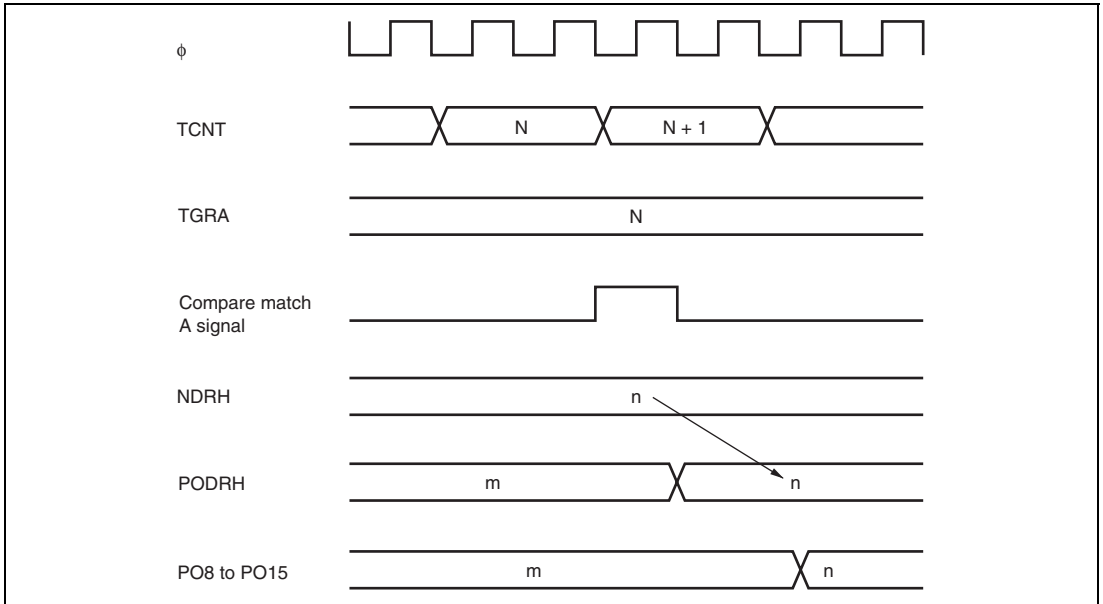 ϕ
TCNT
N
N + 1
TGRA
N
Compare match
A signal
NDRH
n
PODRH
m
n
PO8 to PO15
m
n